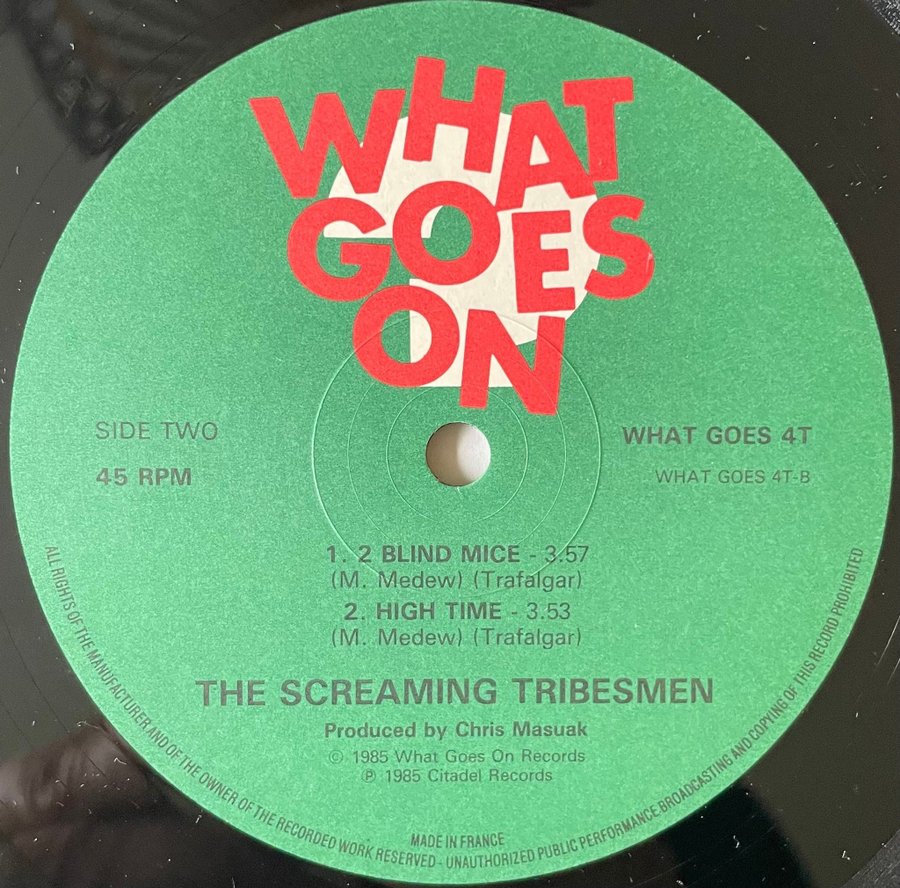 WHAT
GOES
ON
SIDE TWO
WHAT GOES 4T
45 RPM
WHAT GOES 4T-B
1. 2 BLIND MICE - 3.57
(M. Medew) (Trafalgar)
2. HIGH TIME - 3.53
(M. Medew) (Trafalgar)
THE SCREAMING TRIBESMEN
Produced by Chris Masuak
© 1985 What Goes On Records
℗ 1985 Citadel Records
MADE IN FRANCE
ALL RIGHTS OF THE MANUFACTURER AND OF THE OWNER OF THE RECORDED WORK RESERVED - UNAUTHORIZED PUBLIC PERFORMANCE.BROADCASTING AND COPYING OF THIS RECORD PROHIBITED